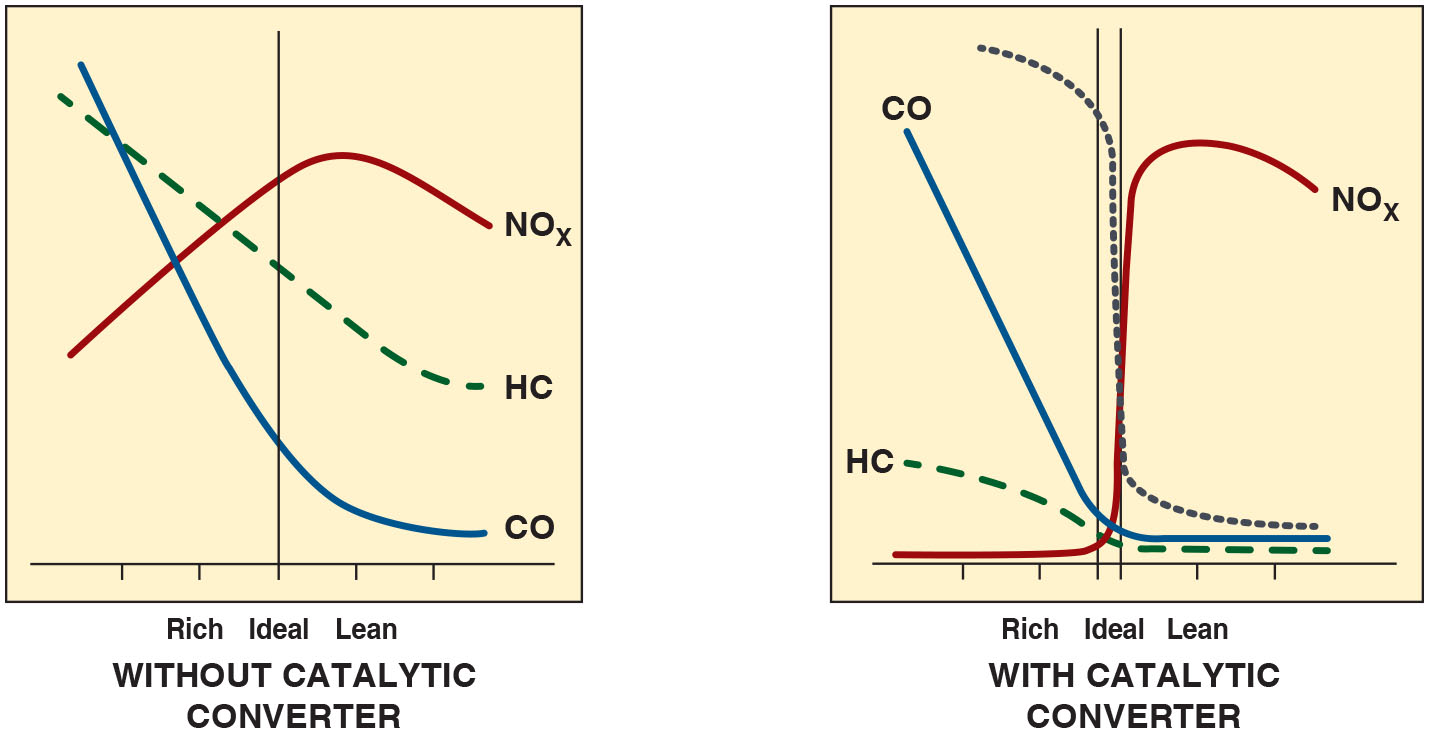 NOX
HC
CO
Rich Ideal Lean
WITHOUT CATALYTIC
CONVERTER
CO
NOX
HC
Rich Ideal Lean
WITH CATALYTIC
CONVERTER